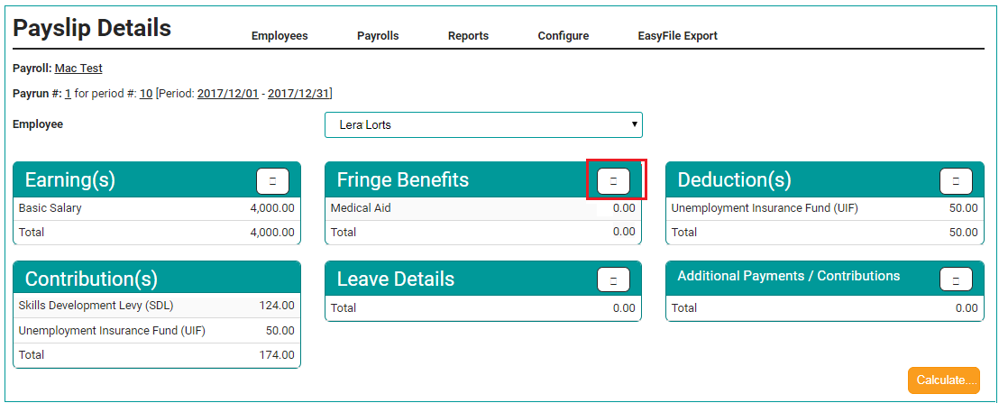 Payslip Details
Employees Payrolls Reports Configure EasyFile Export
Payroll: Mac Test
Payrun #: 1 for period #: 10 [Period: 2017/12/01 - 2017/12/31]
Employee Lera Lorts
Earning(s) Fringe Benefits Deduction(s)
Basic Salary 4,000.00 Medical Aid 0.00 Unemployment Insurance Fund (UIF) 50.00
Total 4,000.00 Total 0.00 Total 50.00
Contribution(s) Leave Details Additional Payments / Contributions
Skills Development Levy (SDL) 124.00 Total 0.00 Total 0.00
Unemployment Insurance Fund (UIF) 50.00
Total 174.00
Calculate....